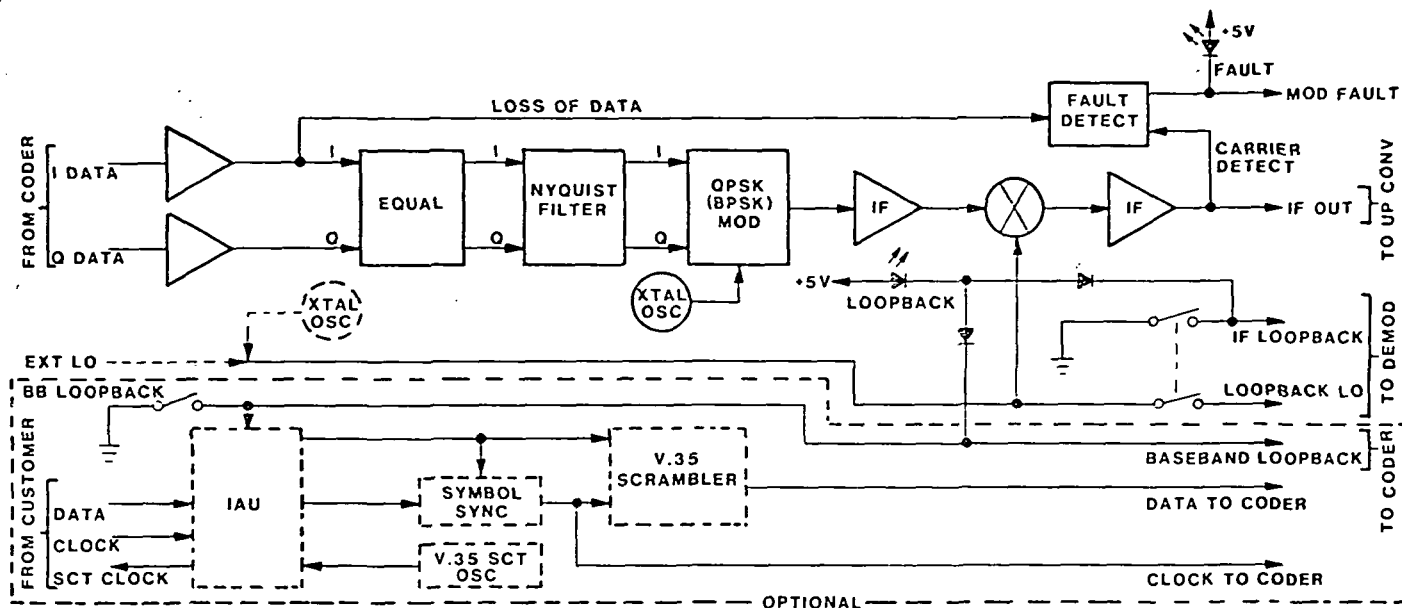 +5V
FAULT
LOSS OF DATA
FAULT
DETECT
MOD FAULT
CARRIER
DETECT
FROM CODER
I DATA
Q DATA
I
Q
EQUAL
I
Q
NYQUIST
FILTER
I
Q
QPSK
(BPSK)
MOD
IF
IF
IF OUT
TO UP CONV
XTAL
OSC
XTAL
OSC
+5V
LOOPBACK
IF LOOPBACK
LOOPBACK LO
TO DEMOD
EXT LO
BB LOOPBACK
FROM CUSTOMER
DATA
CLOCK
SCT CLOCK
IAU
SYMBOL
SYNC
V.35 SCT
OSC
V.35
SCRAMBLER
BASEBAND LOOPBACK
DATA TO CODER
CLOCK TO CODER
TO CODER
OPTIONAL